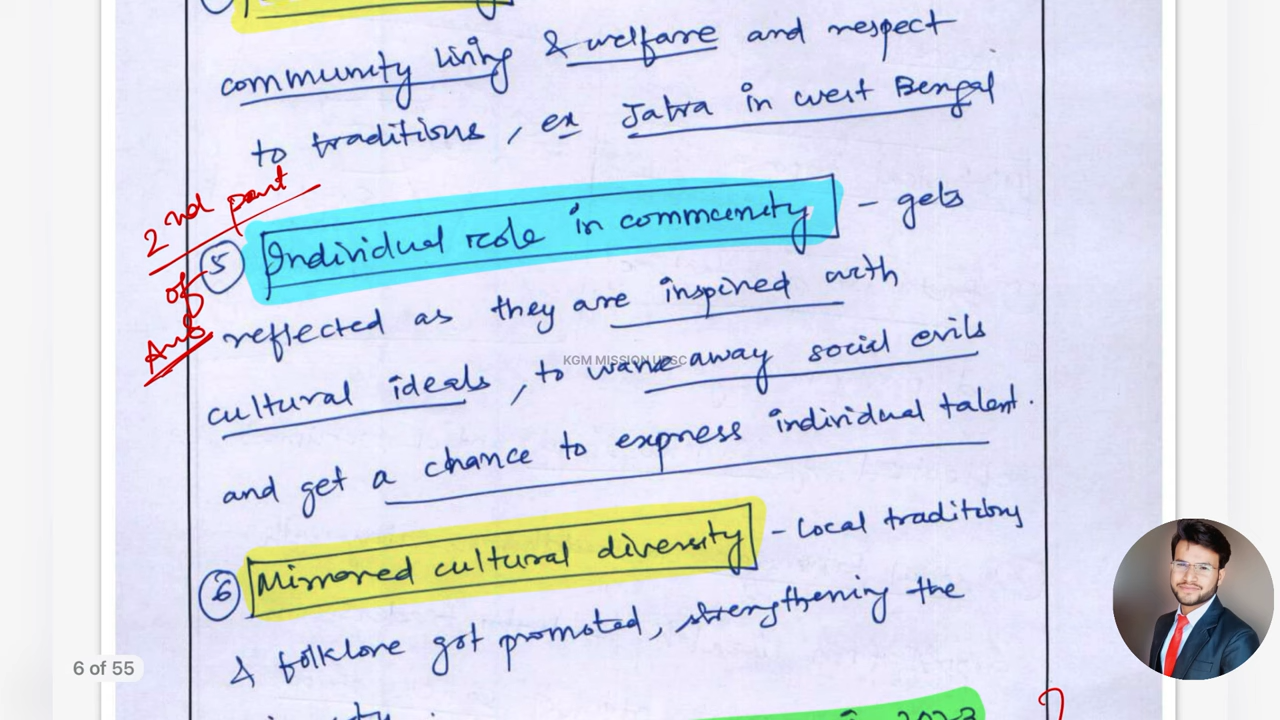 community living & welfare and respect
to traditions, ex Jatra in west Bengal
2nd part
of
Ans
5 Individual role in community - gets
reflected as they are inspired with
cultural ideals, to wane away social evils
KGM MISSION UPSC
and get a chance to express individual talent.
6 Mirrored cultural diversity - Local
& folklore got promoted, strengthening the
in 2023
6 of 55